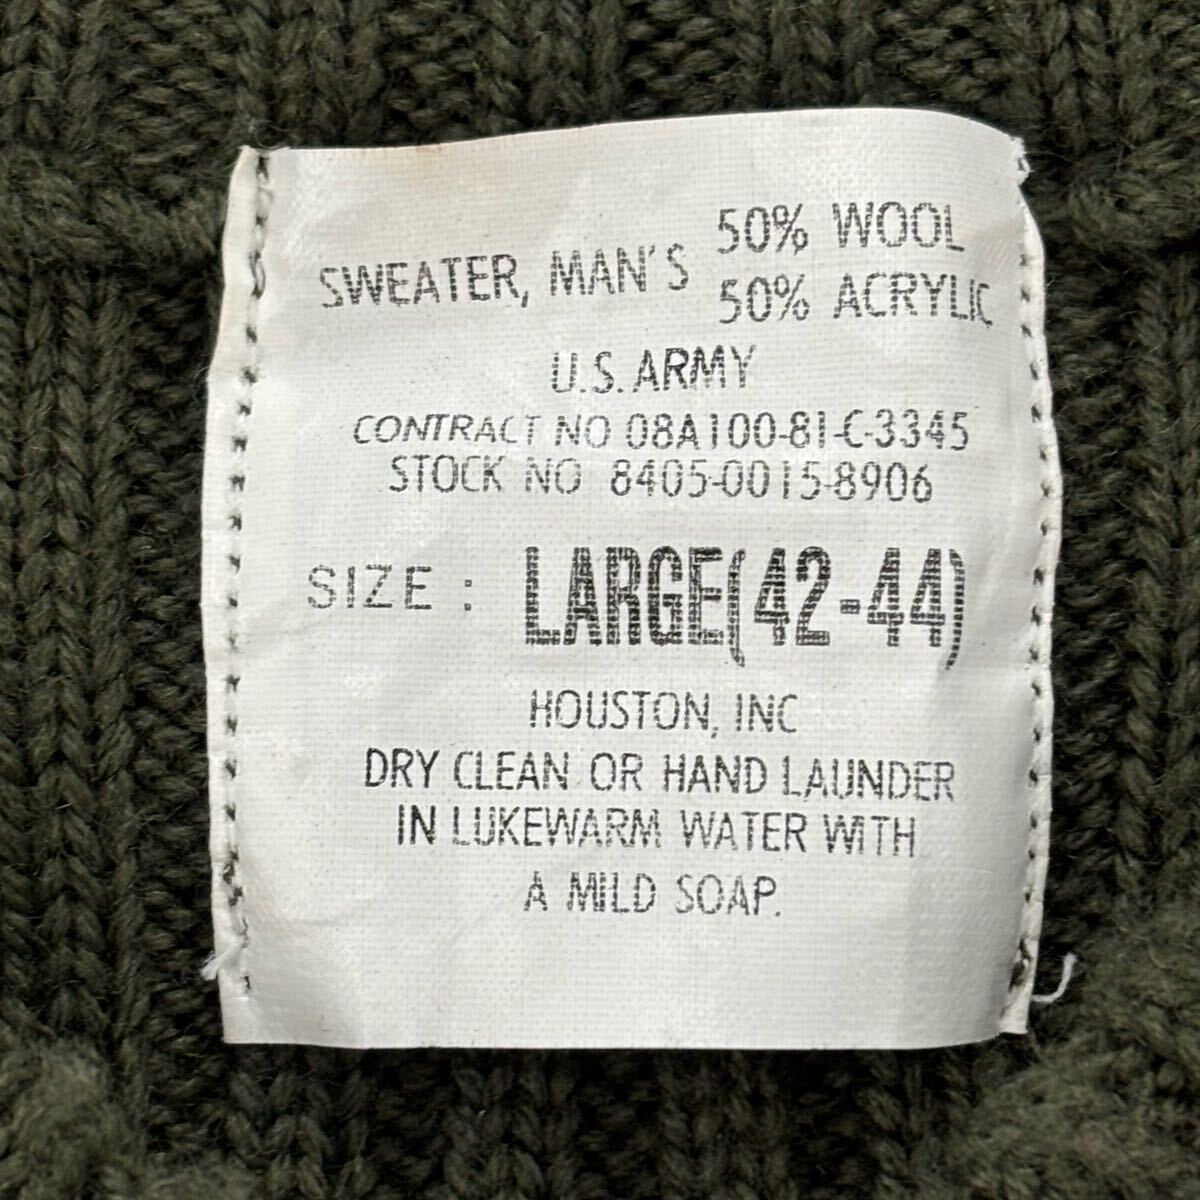 SWEATER, MAN'S 50% WOOL
50% ACRYLIC
U.S. ARMY
CONTRACT NO 08A100-81-C-3345
STOCK NO 8405-0015-8906
SIZE : LARGE(42-44)
HOUSTON, INC
DRY CLEAN OR HAND LAUNDER
IN LUKEWARM WATER WITH
A MILD SOAP.